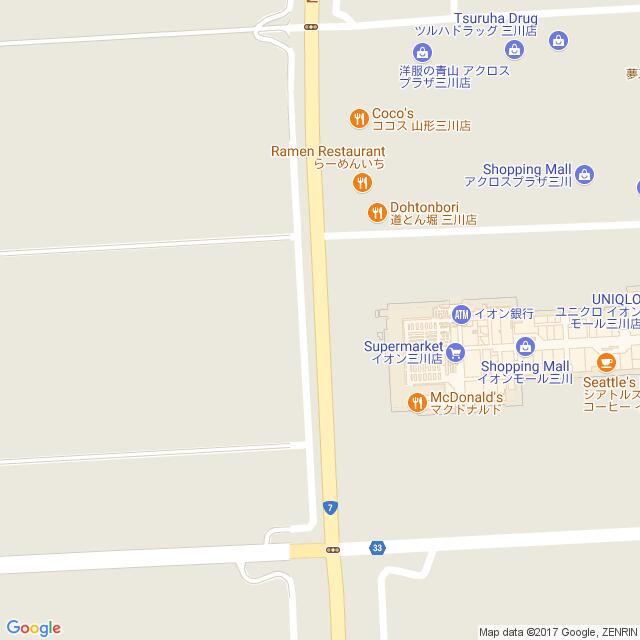 Tsuruha Drug
ツルハドラッグ 三川店
洋服の青山 アクロス
プラザ三川店
Coco's
ココス 山形三川店
Ramen Restaurant
らーめんいち
Shopping Mall
アクロスプラザ三川
Dohtonbori
道とん堀 三川店
UNIQLO
ユニクロ イオン
モール三川店
ATM
イオン銀行
Supermarket
イオン三川店
Shopping Mall
イオンモール三川
Seattle's
シアトルズ
コーヒー イ
McDonald's
マクドナルド
7
33
Google
Map data ©2017 Google, ZENRIN